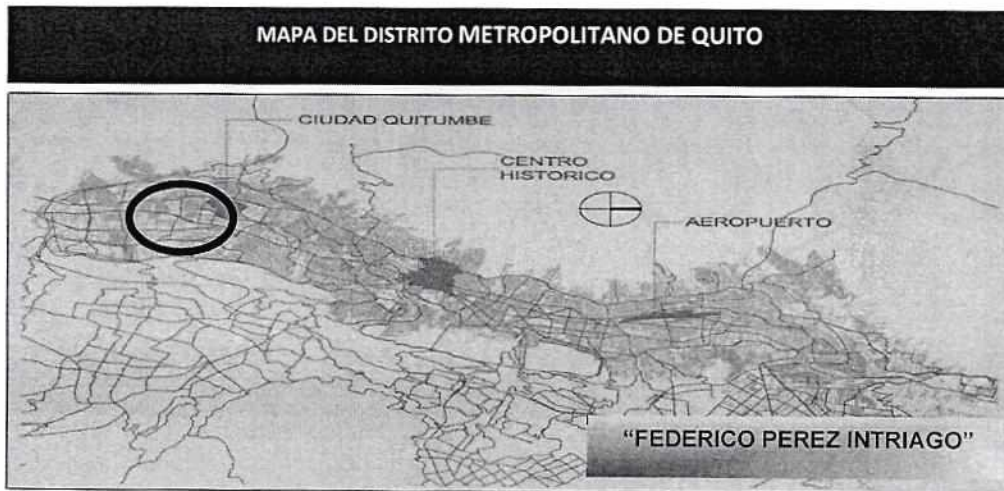 MAPA DEL DISTRITO METROPOLITANO DE QUITO
CIUDAD QUITUMBE
CENTRO
HISTORICO
AEROPUERTO
"FEDERICO PEREZ INTRIAGO"